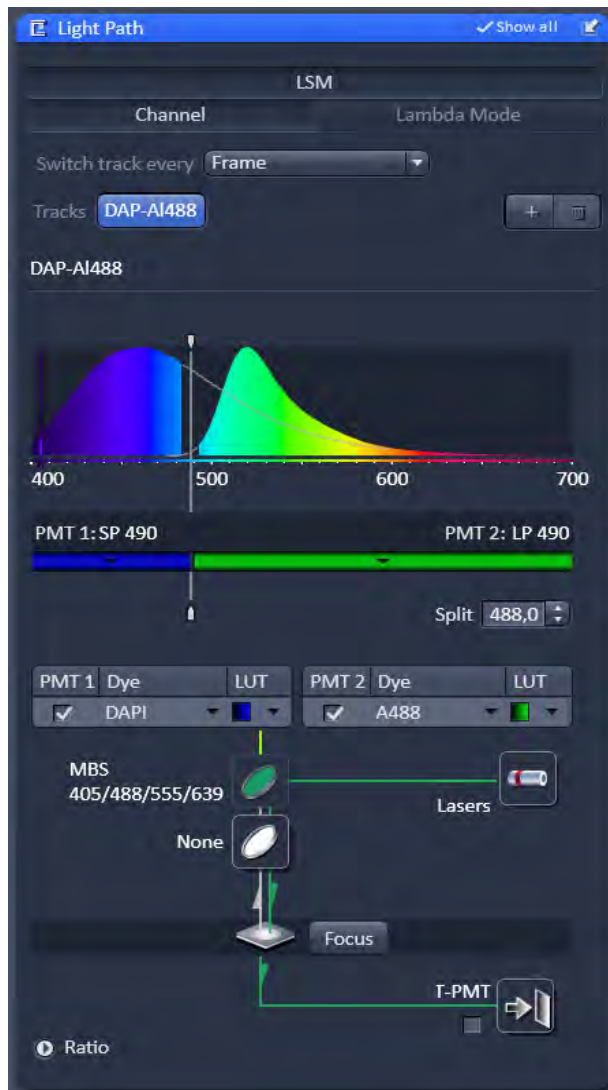 Light Path
Show all
LSM
Channel Lambda Mode
Switch track every Frame
Tracks DAP-Al488 +
DAP-Al488
400 500 600 700
PMT 1: SP 490 PMT 2: LP 490
Split 488,0
PMT 1 Dye LUT PMT 2 Dye LUT
DAPI A488
MBS
405/488/555/639
Lasers
None
Focus
T-PMT
Ratio